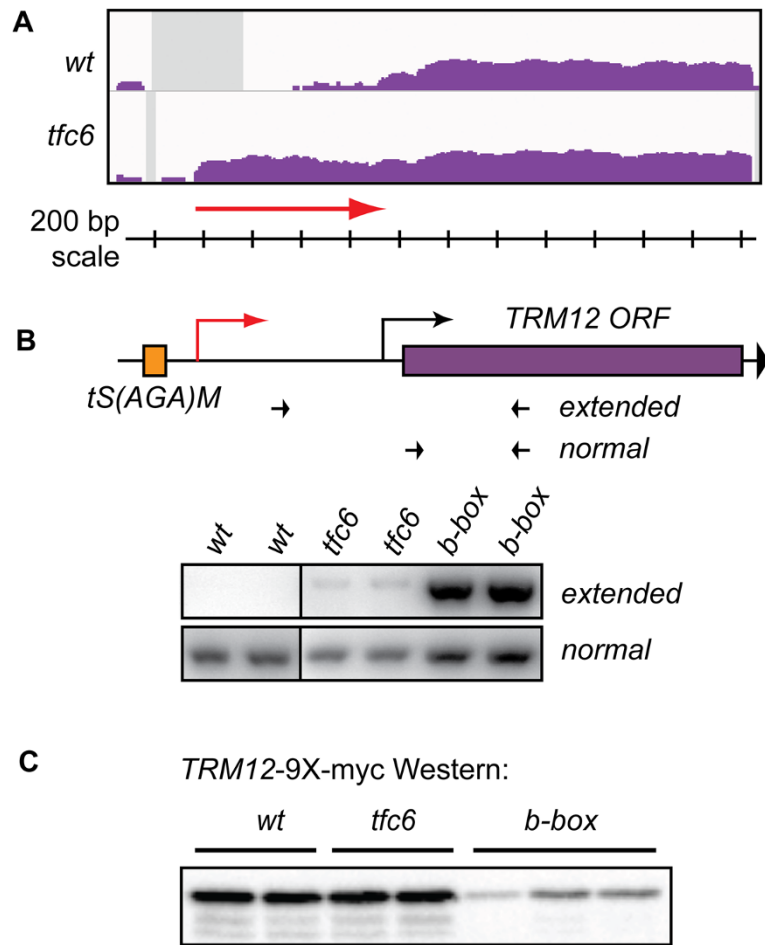 A
wt
tfc6
200 bp
scale
B
TRM12 ORF
tS(AGA)M
extended
normal
wt wt tfc6 tfc6 b-box b-box
extended
normal
C
TRM12-9X-myc Western:
wt tfc6 b-box